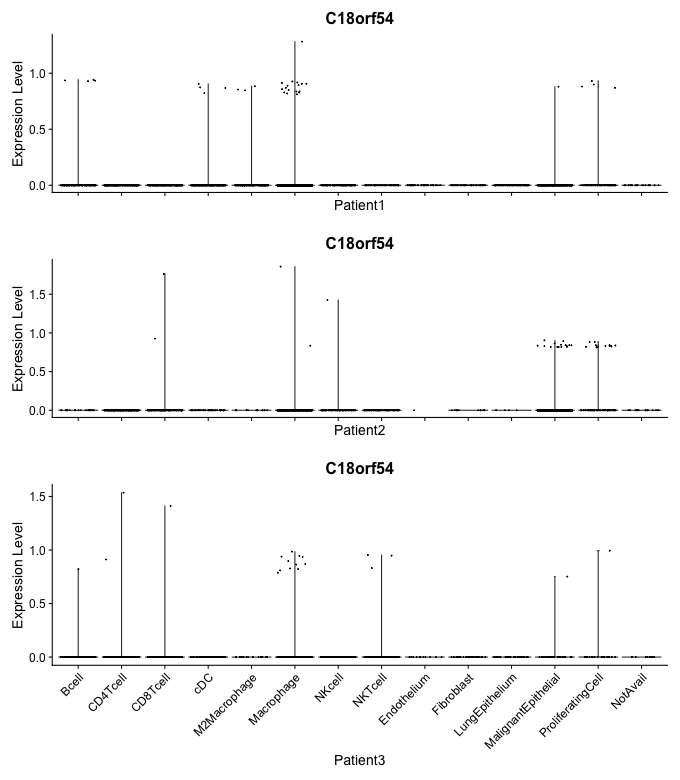 C18orf54
Expression Level
1.0
0.5
0.0
Patient1
C18orf54
Expression Level
1.5
1.0
0.5
0.0
Patient2
C18orf54
Expression Level
1.5
1.0
0.5
0.0
Bcell
CD4Tcell
CD8Tcell
cDC
M2Macrophage
Macrophage
NKcell
NKTcell
Endothelium
Fibroblast
LungEpithelium
MalignantEpithelial
ProliferatingCell
NotAvail
Patient3